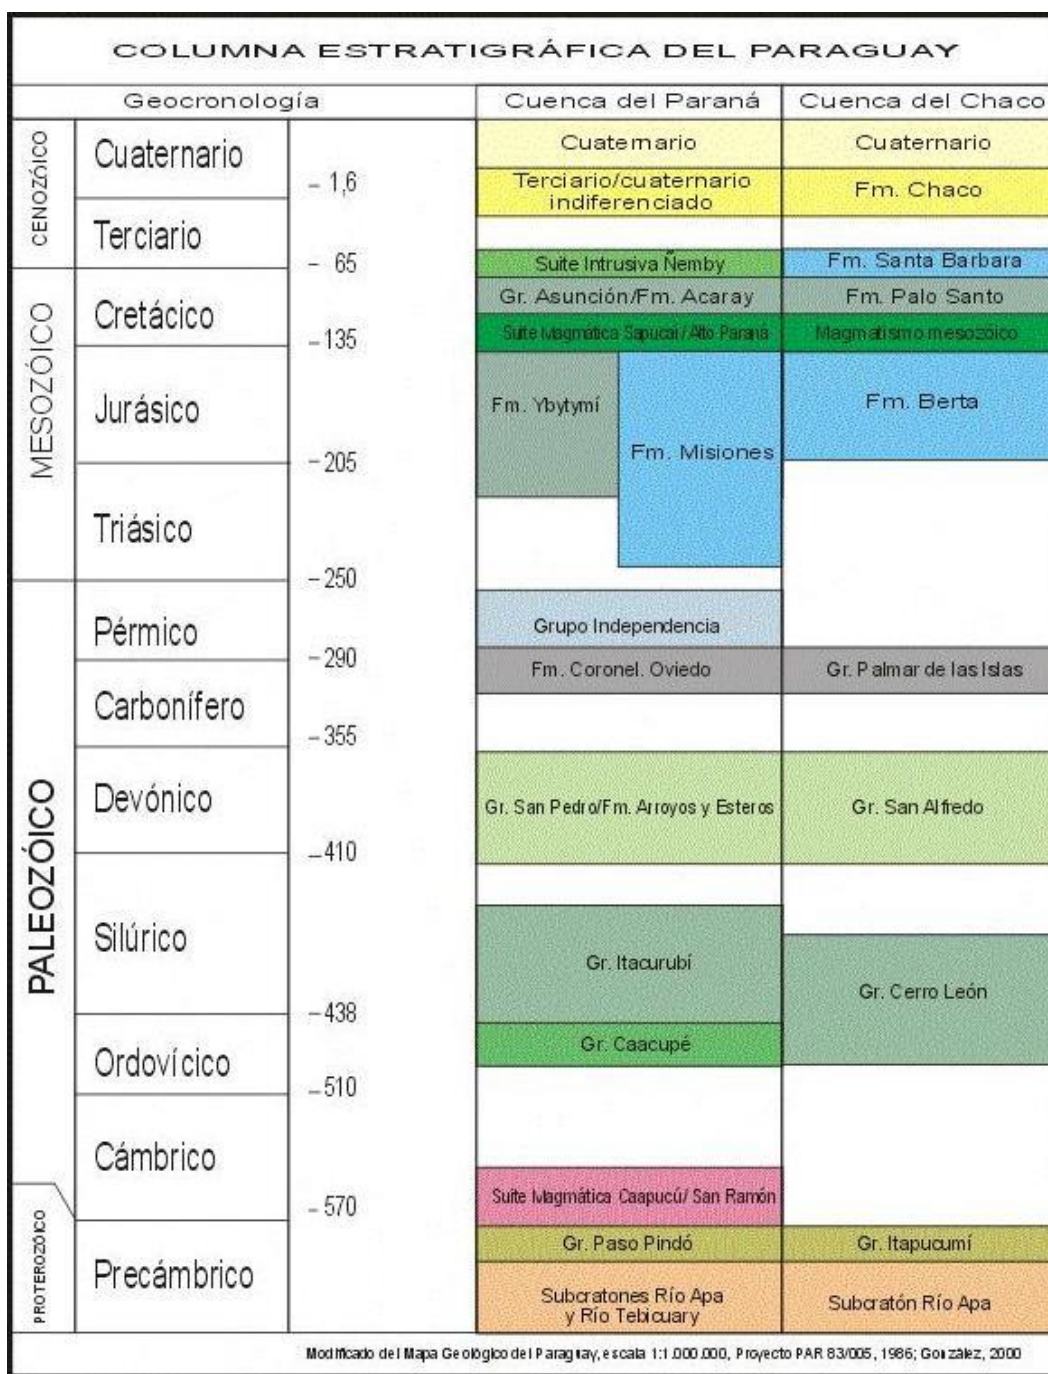 COLUMNA ESTRATIGRÁFICA DEL PARAGUAY
Geocronología
Cuenca del Paraná
Cuenca del Chaco
CENOZÓICO
Cuaternario
– 1,6
Cuaternario
Cuaternario
Terciario/cuaternario
indiferenciado
Fm. Chaco
Terciario
– 65
Suite Intrusiva Ñemby
Fm. Santa Barbara
MESOZÓICO
Cretácico
– 135
Gr. Asunción/Fm. Acaray
Fm. Palo Santo
Suite Magmática Sapucai / Alto Paraná
Magmatismo mesozóico
Jurásico
– 205
Fm. Ybytymí
Fm. Misiones
Fm. Berta
Triásico
– 250
PALEOZÓICO
Pérmico
– 290
Grupo Independencia
Fm. Coronel. Oviedo
Gr. Palmar de las Islas
Carbonífero
– 355
Devónico
– 410
Gr. San Pedro/Fm. Arroyos y Esteros
Gr. San Alfredo
Silúrico
– 438
Gr. Itacurubí
Gr. Cerro León
Ordovícico
– 510
Gr. Caacupé
Cámbrico
– 570
Suite Magmática Caapucú/ San Ramón
PROTEROZÓICO
Precámbrico
Gr. Paso Pindó
Gr. Itapucumí
Subcratones Río Apa
y Río Tebicuary
Subcratón Río Apa
Modificado del Mapa Geológico del Paraguay, escala 1:1.000.000, Proyecto PAR 83/005, 1986; González, 2000